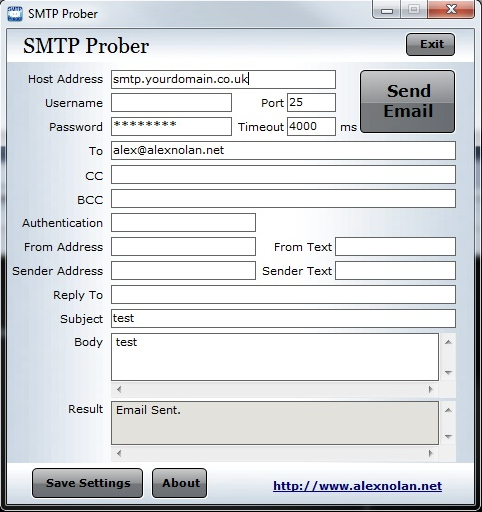 SMTP Prober
SMTP Prober Exit
Host Address smtp.yourdomain.co.uk
Send Email
Username Port 25
Password ******** Timeout 4000 ms
To alex@alexnolan.net
CC
BCC
Authentication
From Address From Text
Sender Address Sender Text
Reply To
Subject test
Body test
Result Email Sent.
Save Settings About http://www.alexnolan.net